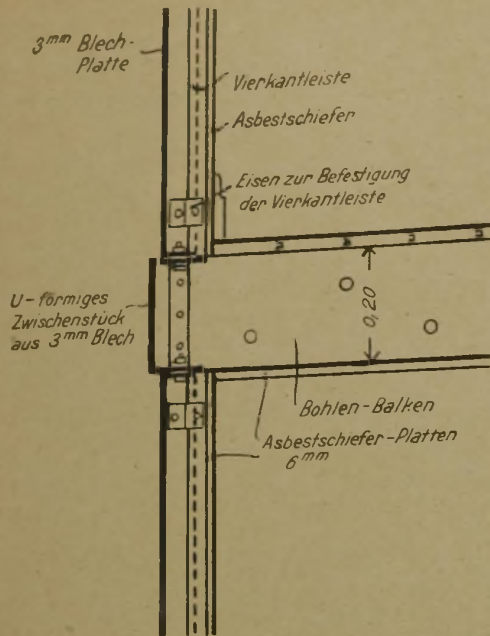 3mm Blech-
Platte
Vierkantleiste
Asbestschiefer
Eisen zur Befestigung
der Vierkantleiste
U-förmiges
Zwischenstück
aus 3mm Blech
0,20
Bohlen-Balken
Asbestschiefer-Platten
6mm